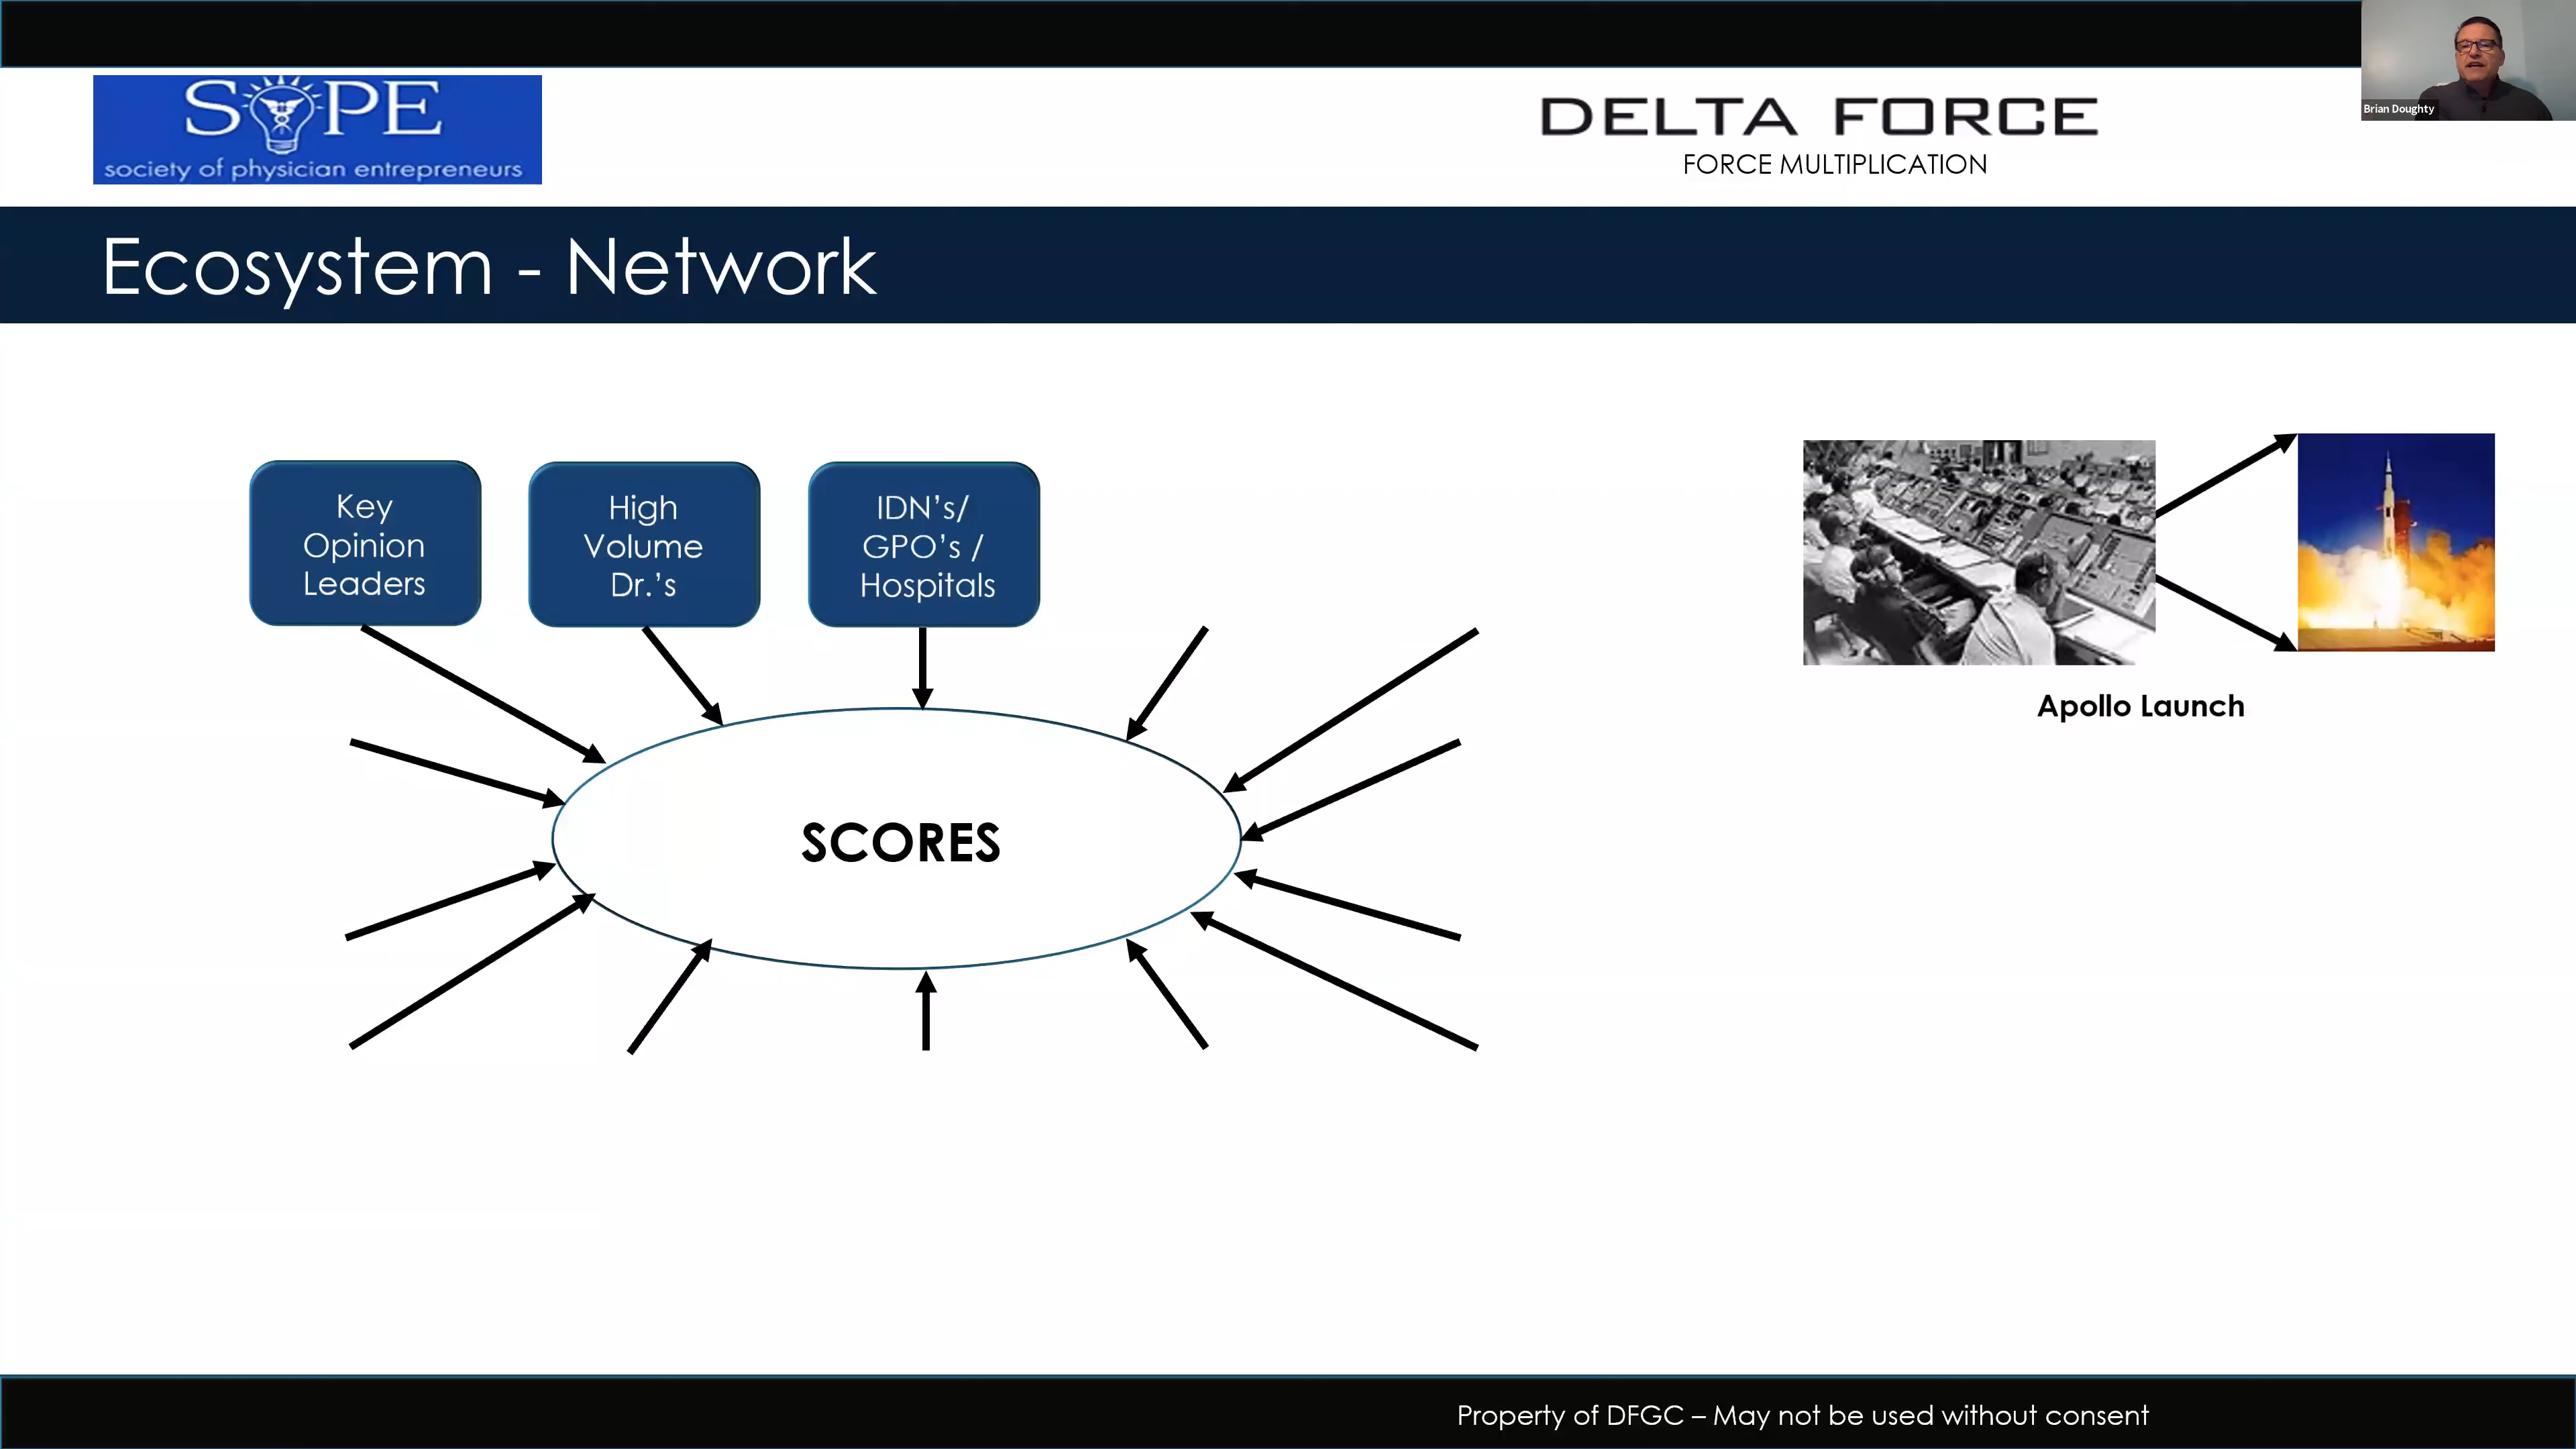 SOPE
society of physician entrepreneurs
DELTA FORCE
FORCE MULTIPLICATION
Brian Doughty
Ecosystem - Network
Key
Opinion
Leaders
High
Volume
Dr.'s
IDN's/
GPO's /
Hospitals
SCORES
Apollo Launch
Property of DFGC – May not be used without consent